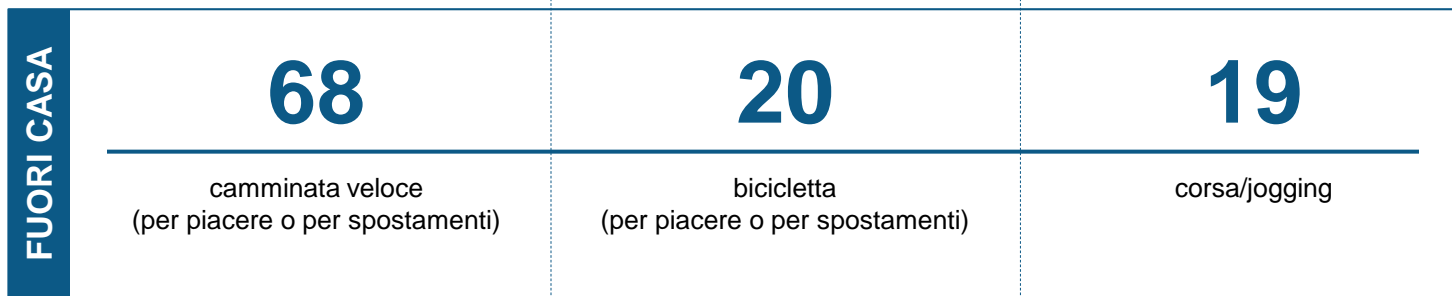 FUORI CASA
68
camminata veloce
(per piacere o per spostamenti)
20
bicicletta
(per piacere o per spostamenti)
19
corsa/jogging